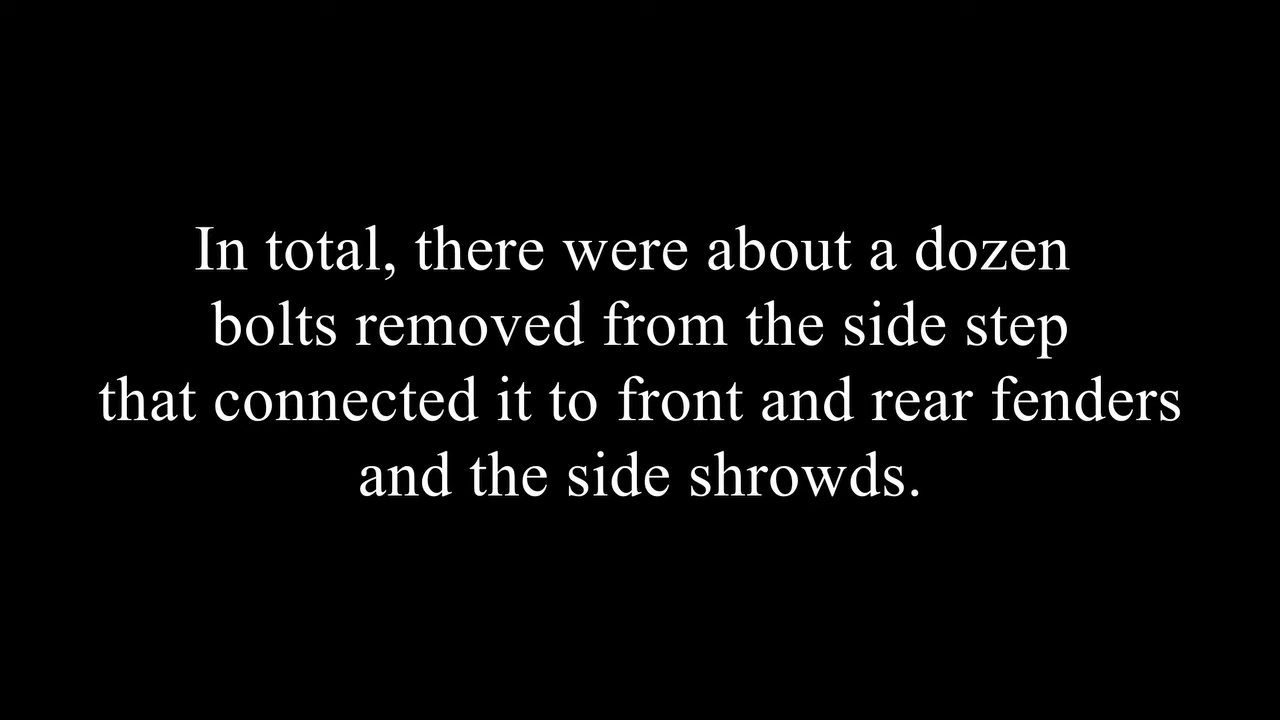 In total, there were about a dozen
bolts removed from the side step
that connected it to front and rear fenders
and the side shrowds.